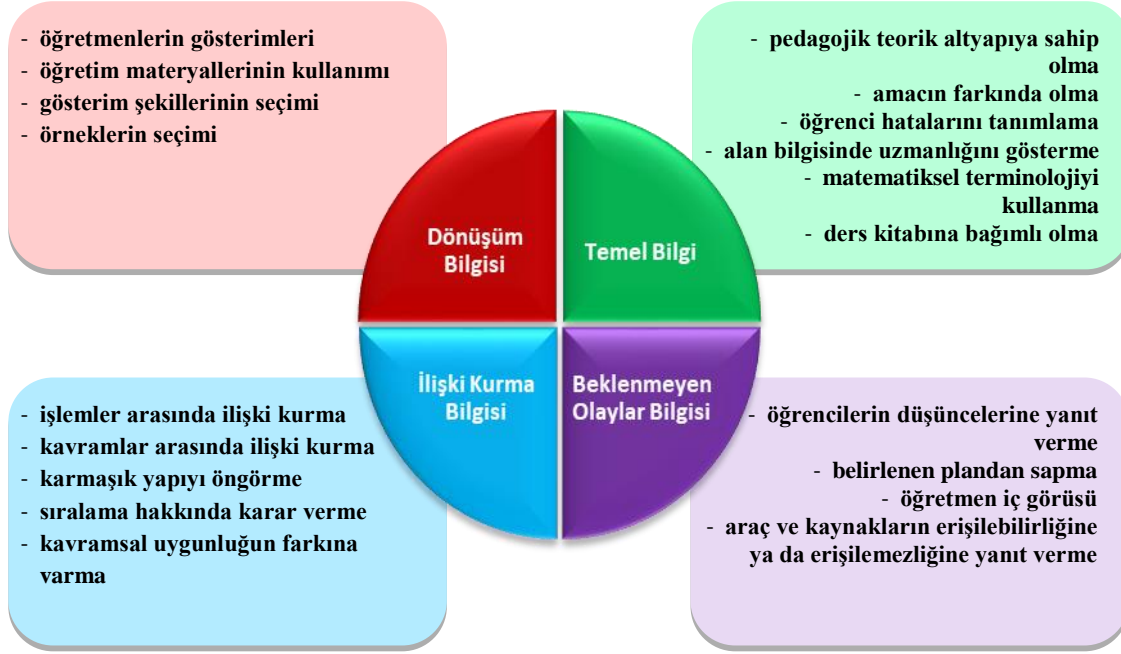 - öğretmenlerin gösterimleri
- öğretim materyallerinin kullanımı
- gösterim şekillerinin seçimi
- örneklerin seçimi
- pedagojik teorik altyapıya sahip
olma
- amacın farkında olma
- öğrenci hatalarını tanımlama
- alan bilgisinde uzmanlığını gösterme
- matematiksel terminolojiyi
kullanma
- ders kitabına bağımlı olma
Dönüşüm
Bilgisi
Temel Bilgi
İlişki Kurma
Bilgisi
Beklenmeyen
Olaylar Bilgisi
- işlemler arasında ilişki kurma
- kavramlar arasında ilişki kurma
- karmaşık yapıyı öngörme
- sıralama hakkında karar verme
- kavramsal uygunluğun farkına
varma
- öğrencilerin düşüncelerine yanıt
verme
- belirlenen plandan sapma
- öğretmen iç görüsü
- araç ve kaynakların erişilebilirliğine
ya da erişilemezliğine yanıt verme